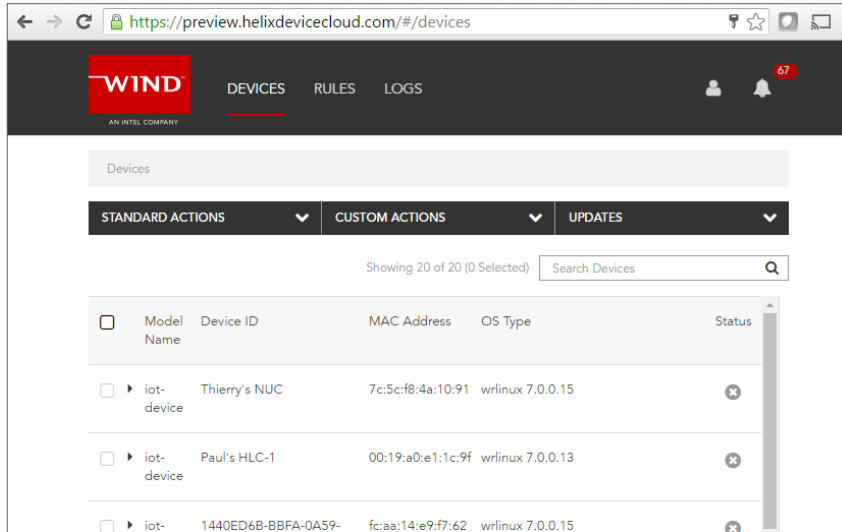 https://preview.helixdevicecloud.com/#/devices
WIND
AN INTEL COMPANY
DEVICES RULES LOGS
67
Devices
STANDARD ACTIONS CUSTOM ACTIONS UPDATES
Showing 20 of 20 (0 Selected) Search Devices
Model Name Device ID MAC Address OS Type Status
iot-device Thierry's NUC 7c:5c:f8:4a:10:91 wrlinux 7.0.0.15
iot-device Paul's HLC-1 00:19:a0:e1:1c:9f wrlinux 7.0.0.13
iot- 1440ED6B-BBFA-0A59- fc:aa:14:e9:f7:62 wrlinux 7.0.0.15